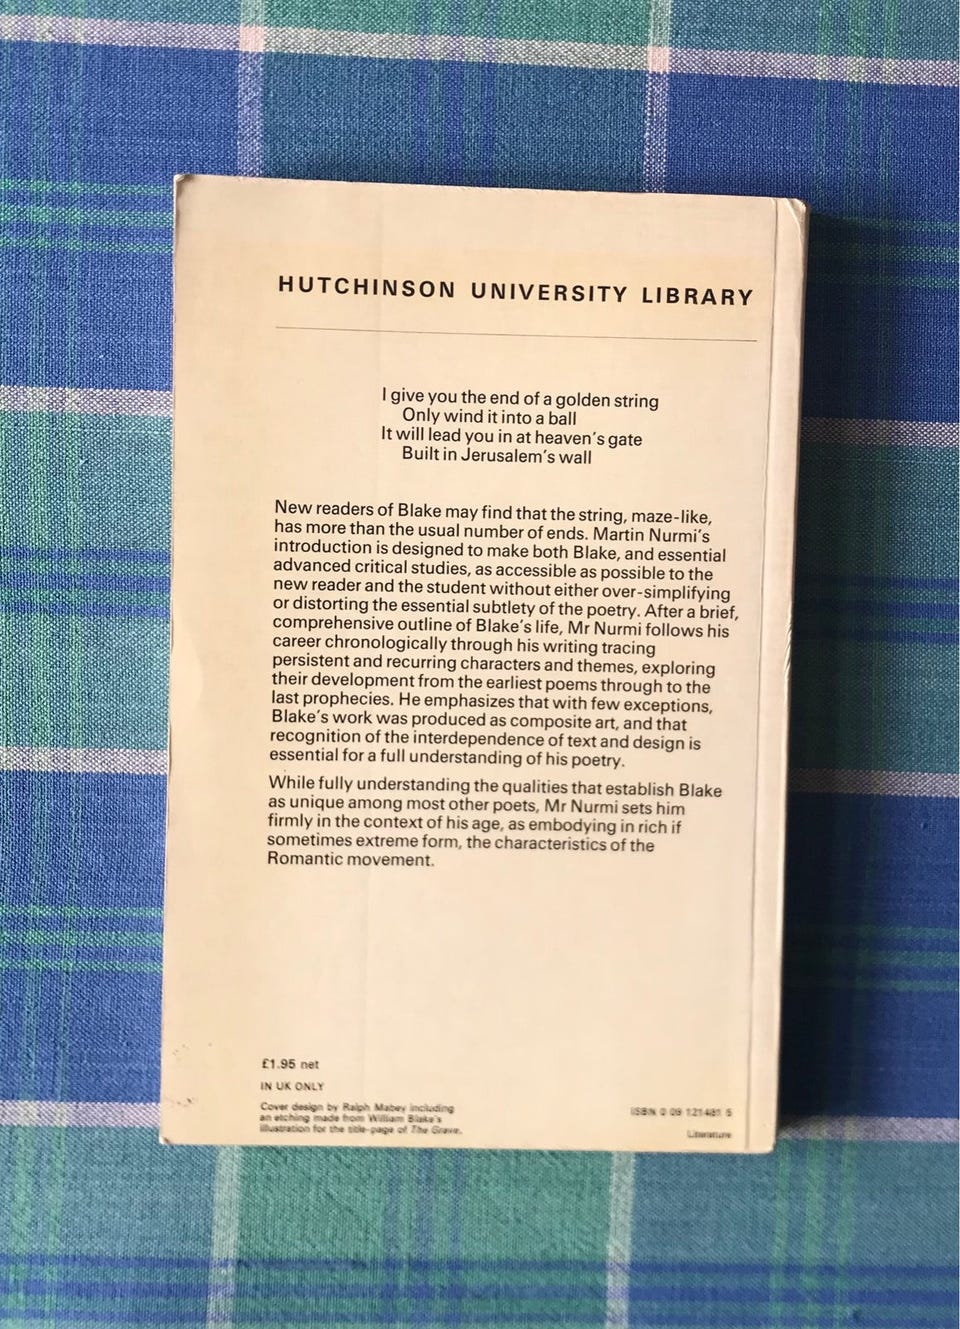 HUTCHINSON UNIVERSITY LIBRARY
I give you the end of a golden string
Only wind it into a ball
It will lead you in at heaven's gate
Built in Jerusalem's wall
New readers of Blake may find that the string, maze-like,
has more than the usual number of ends. Martin Nurmi's
introduction is designed to make both Blake, and essential
advanced critical studies, as accessible as possible to the
new reader and the student without either over-simplifying
or distorting the essential subtlety of the poetry. After a brief,
comprehensive outline of Blake's life, Mr Nurmi follows his
career chronologically through his writing tracing
persistent and recurring characters and themes, exploring
their development from the earliest poems through to the
last prophecies. He emphasizes that with few exceptions,
Blake's work was produced as composite art, and that
recognition of the interdependence of text and design is
essential for a full understanding of his poetry.
While fully understanding the qualities that establish Blake
as unique among most other poets, Mr Nurmi sets him
firmly in the context of his age, as embodying in rich if
sometimes extreme form, the characteristics of the
Romantic movement.
£1.95 net
IN UK ONLY
Cover design by Ralph Mabey including
an etching made from William Blake's
illustration for the title-page of The Grave.
ISBN 0 09 121481 5
Literature